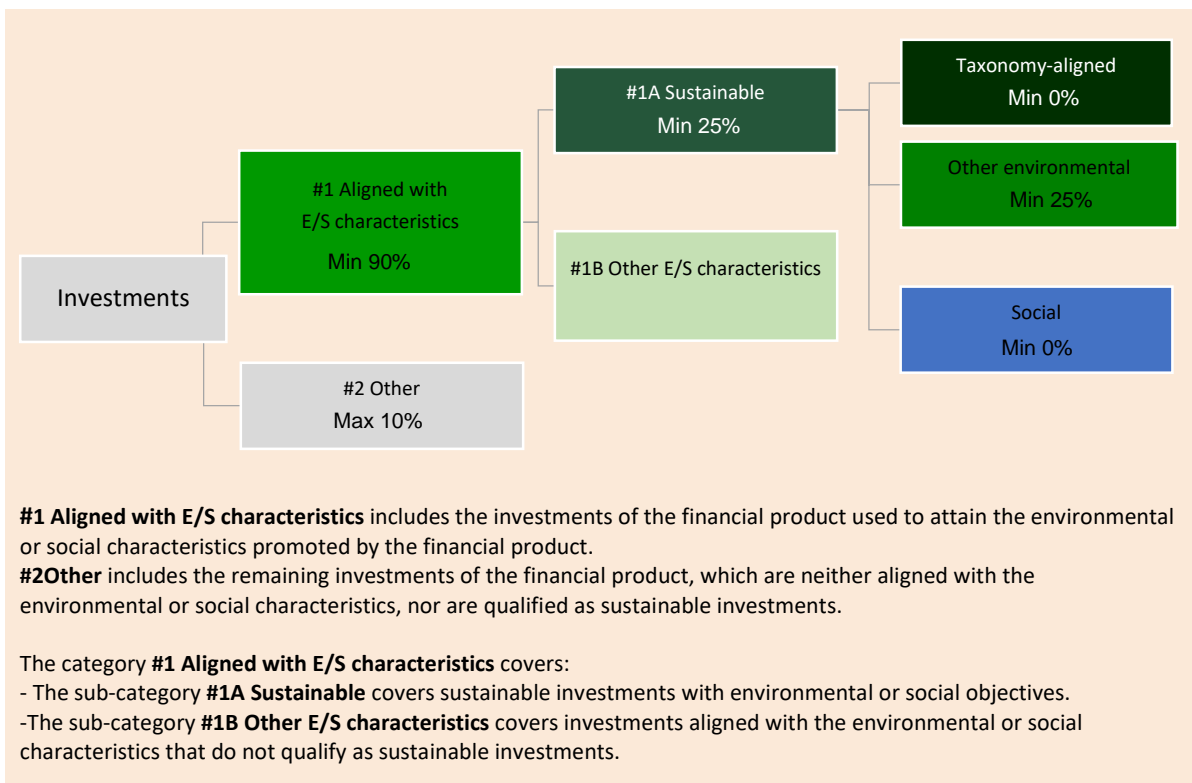 Investments
#1 Aligned with
E/S characteristics
Min 90%
#2 Other
Max 10%
#1A Sustainable
Min 25%
#1B Other E/S characteristics
Taxonomy-aligned
Min 0%
Other environmental
Min 25%
Social
Min 0%
#1 Aligned with E/S characteristics includes the investments of the financial product used to attain the environmental
or social characteristics promoted by the financial product.
#2Other includes the remaining investments of the financial product, which are neither aligned with the
environmental or social characteristics, nor are qualified as sustainable investments.
The category #1 Aligned with E/S characteristics covers:
- The sub-category #1A Sustainable covers sustainable investments with environmental or social objectives.
-The sub-category #1B Other E/S characteristics covers investments aligned with the environmental or social
characteristics that do not qualify as sustainable investments.